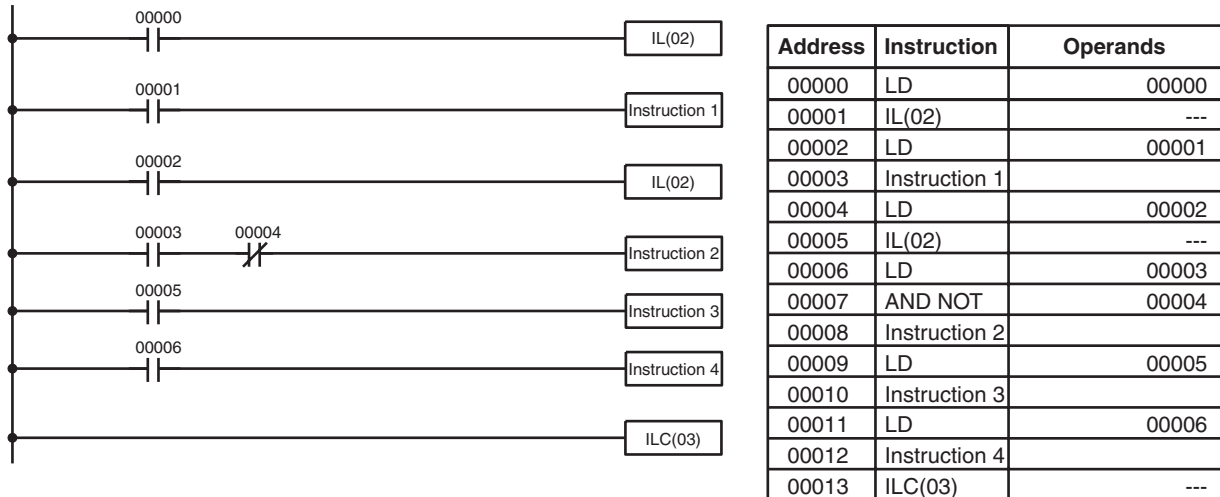 00000
IL(02)
00001
Instruction 1
00002
IL(02)
00003 00004
Instruction 2
00005
Instruction 3
00006
Instruction 4
ILC(03)
Address Instruction Operands
00000 LD 00000
00001 IL(02) ---
00002 LD 00001
00003 Instruction 1
00004 LD 00002
00005 IL(02) ---
00006 LD 00003
00007 AND NOT 00004
00008 Instruction 2
00009 LD 00005
00010 Instruction 3
00011 LD 00006
00012 Instruction 4
00013 ILC(03) ---